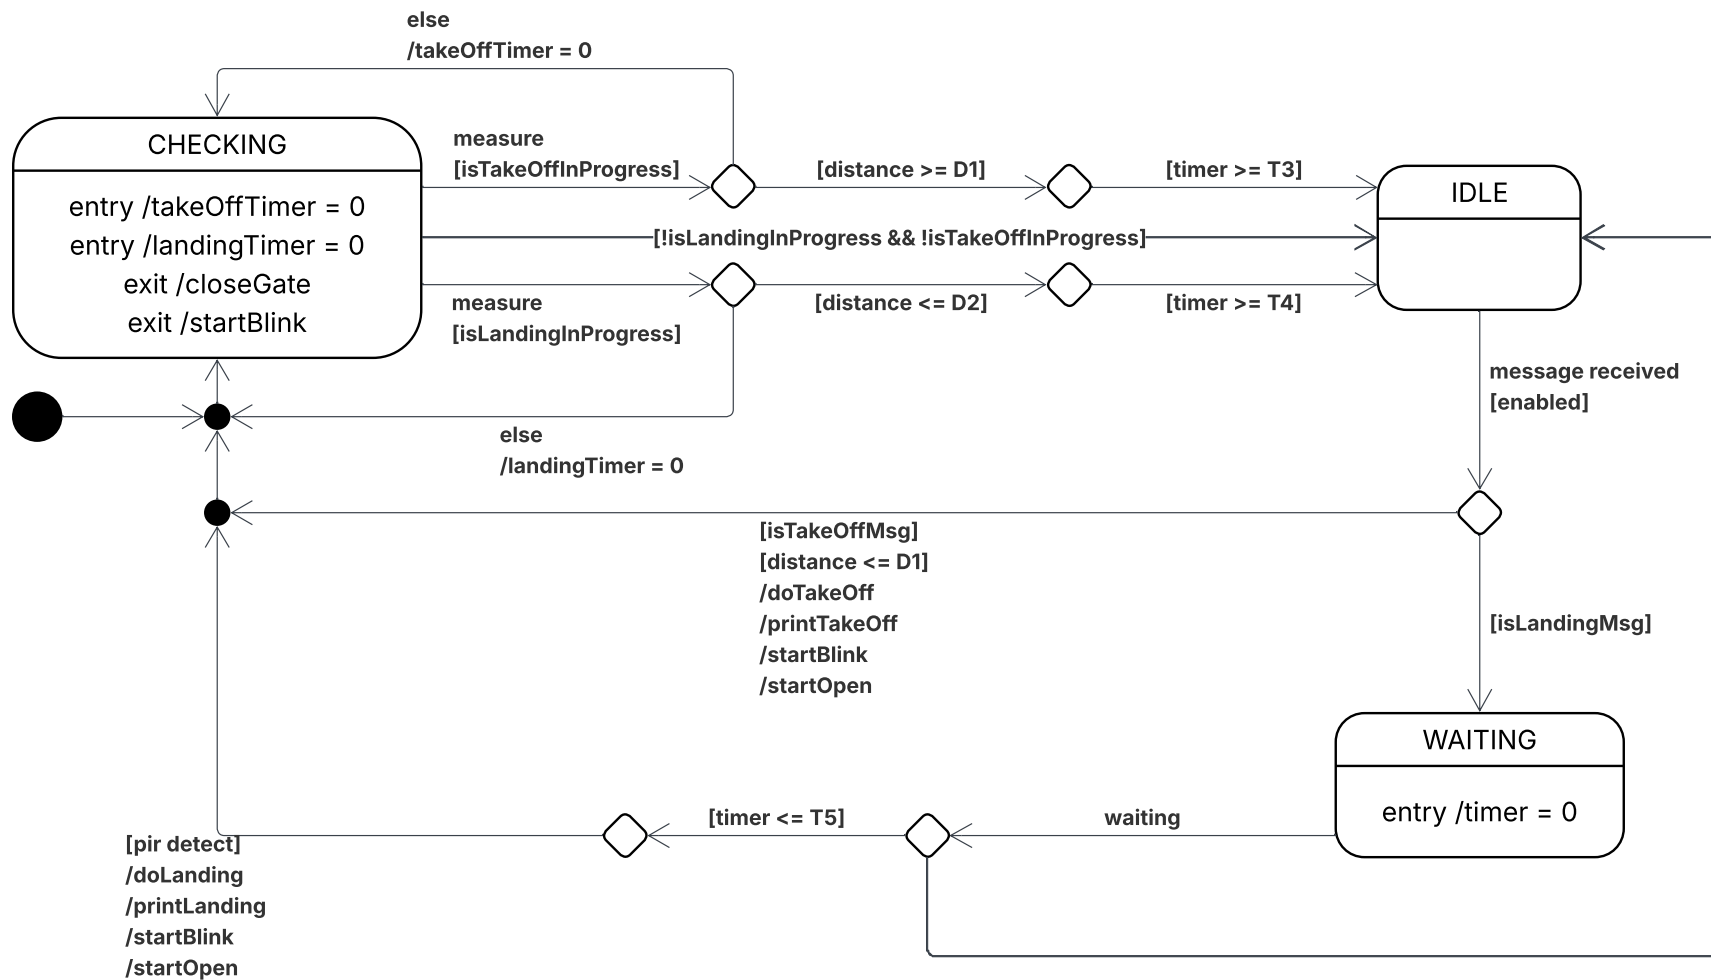 else
/takeOffTimer = 0
CHECKING
entry /takeOffTimer = 0
entry /landingTimer = 0
exit /closeGate
exit /startBlink
measure
[isTakeOffInProgress]
[distance >= D1]
[timer >= T3]
[!isLandingInProgress && !isTakeOffInProgress]
measure
[isLandingInProgress]
[distance <= D2]
[timer >= T4]
IDLE
else
/landingTimer = 0
message received
[enabled]
[isTakeOffMsg]
[distance <= D1]
/doTakeOff
/printTakeOff
/startBlink
/startOpen
[isLandingMsg]
WAITING
entry /timer = 0
waiting
[timer <= T5]
[pir detect]
/doLanding
/printLanding
/startBlink
/startOpen